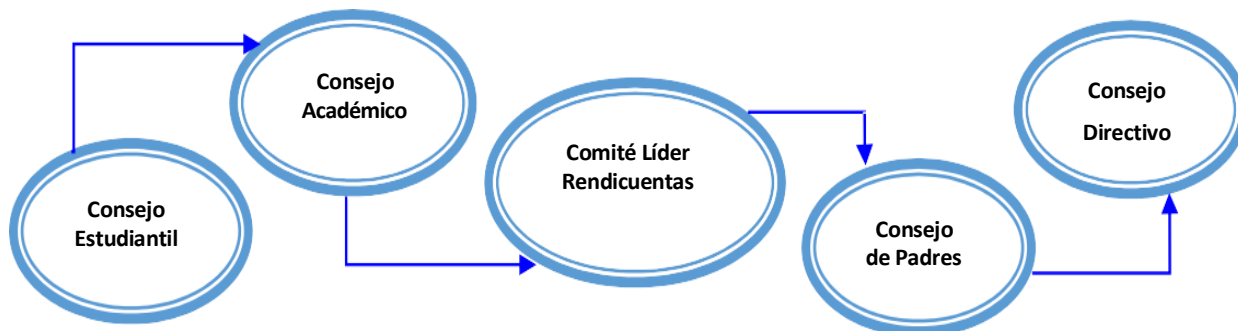 Consejo
Estudiantil
Consejo
Académico
Comité Líder
Rendicuentas
Consejo
de Padres
Consejo
Directivo